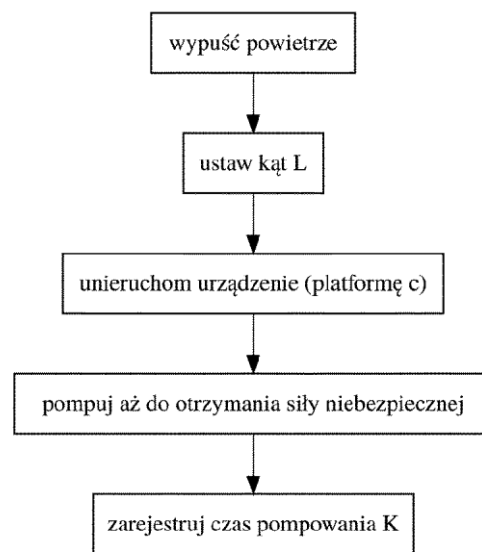 wypuść powietrze
ustaw kąt L
unieruchom urządzenie (platformę c)
pompuj aż do otrzymania siły niebezpiecznej
zarejestruj czas pompowania K